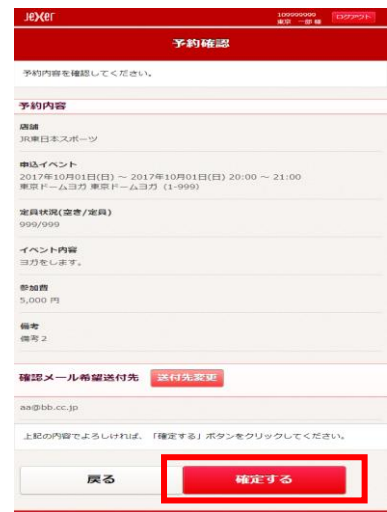 JEXER
109999999
東京 一郎 様
ログアウト
予約確認
予約内容を確認してください。
予約内容
店舗
JR東日本スポーツ
申込イベント
2017年10月01日(日) ～ 2017年10月01日(日) 20:00 ～ 21:00
東京ドームヨガ 東京ドームヨガ (1-999)
定員状況(空き/定員)
999/999
イベント内容
ヨガをします。
参加費
5,000 円
備考
備考2
確認メール希望送付先
送付先変更
aa@bb.cc.jp
上記の内容でよろしければ、「確定する」ボタンをクリックしてください。
戻る
確定する